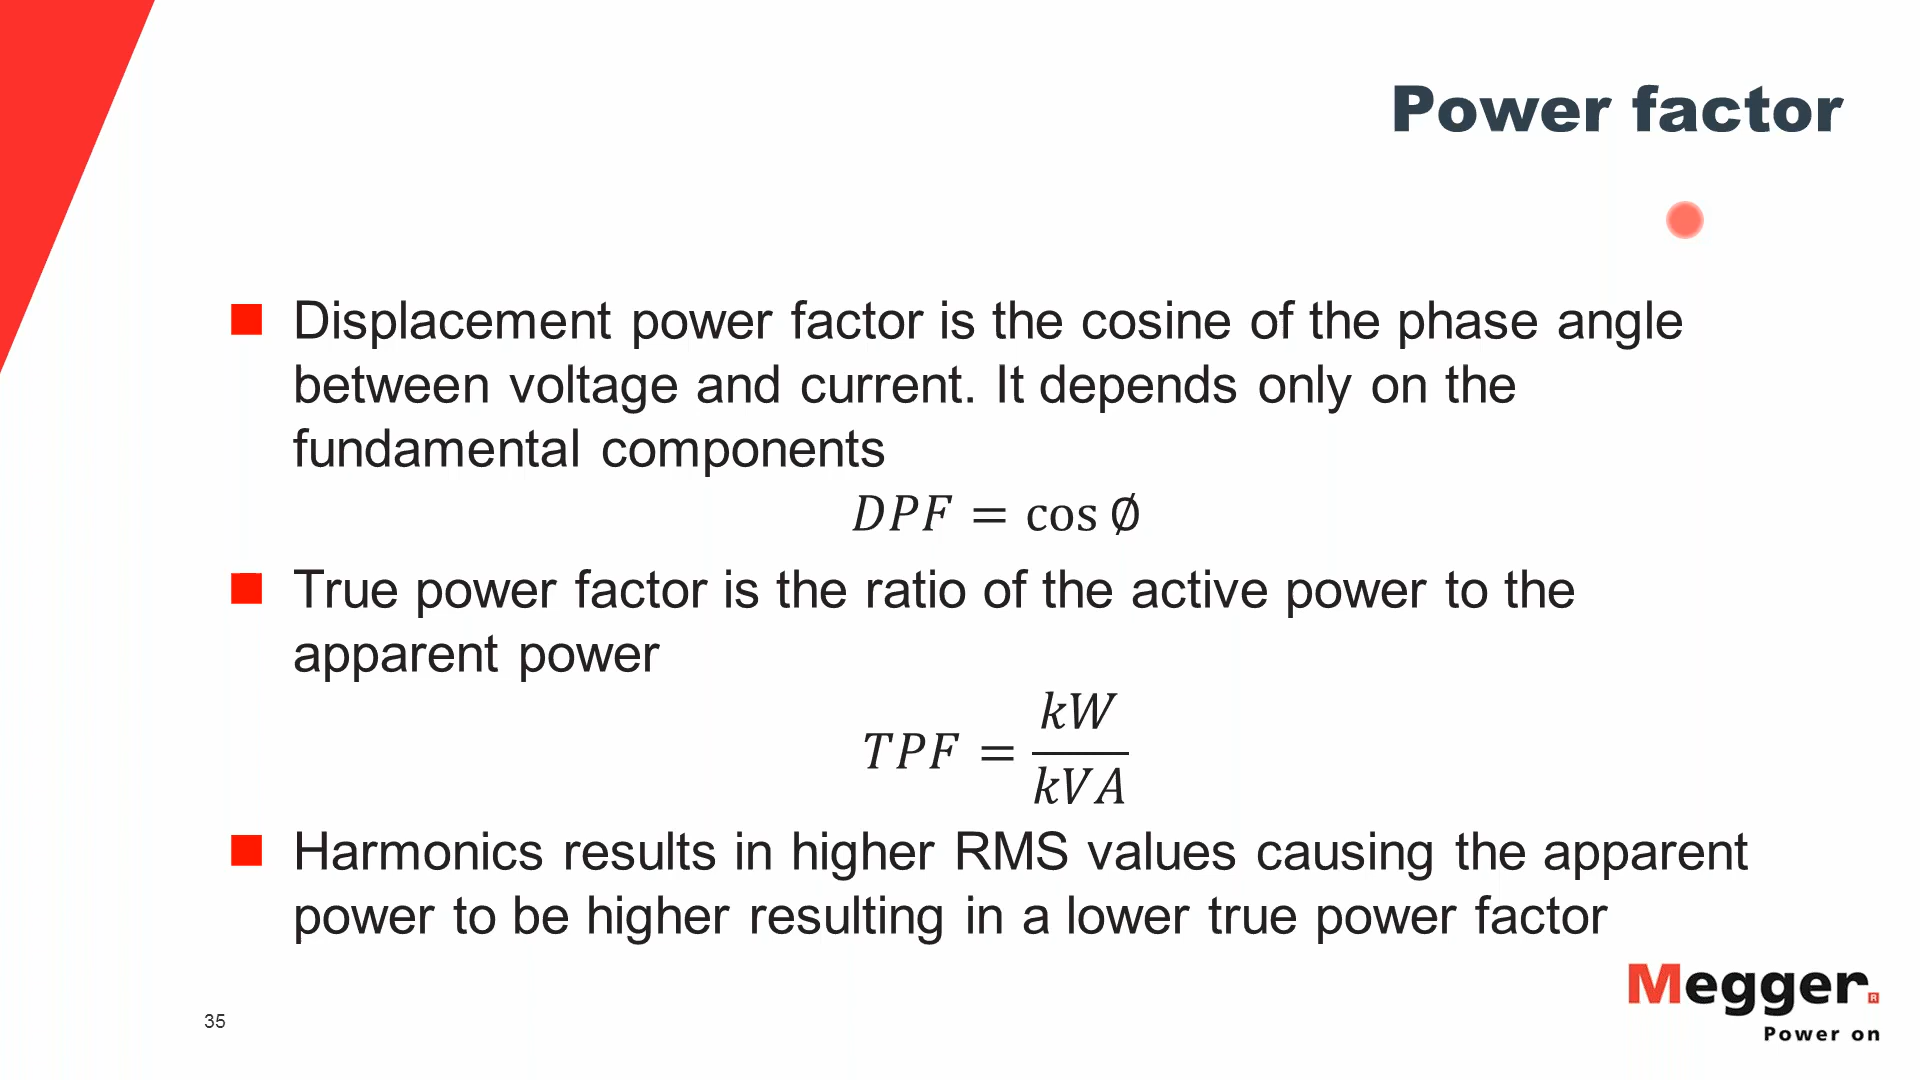 Power factor
Displacement power factor is the cosine of the phase angle
between voltage and current. It depends only on the
fundamental components
DPF = cos ∅
True power factor is the ratio of the active power to the
apparent power
TPF = kW/kVA
Harmonics results in higher RMS values causing the apparent
power to be higher resulting in a lower true power factor
Megger®
Power on
35